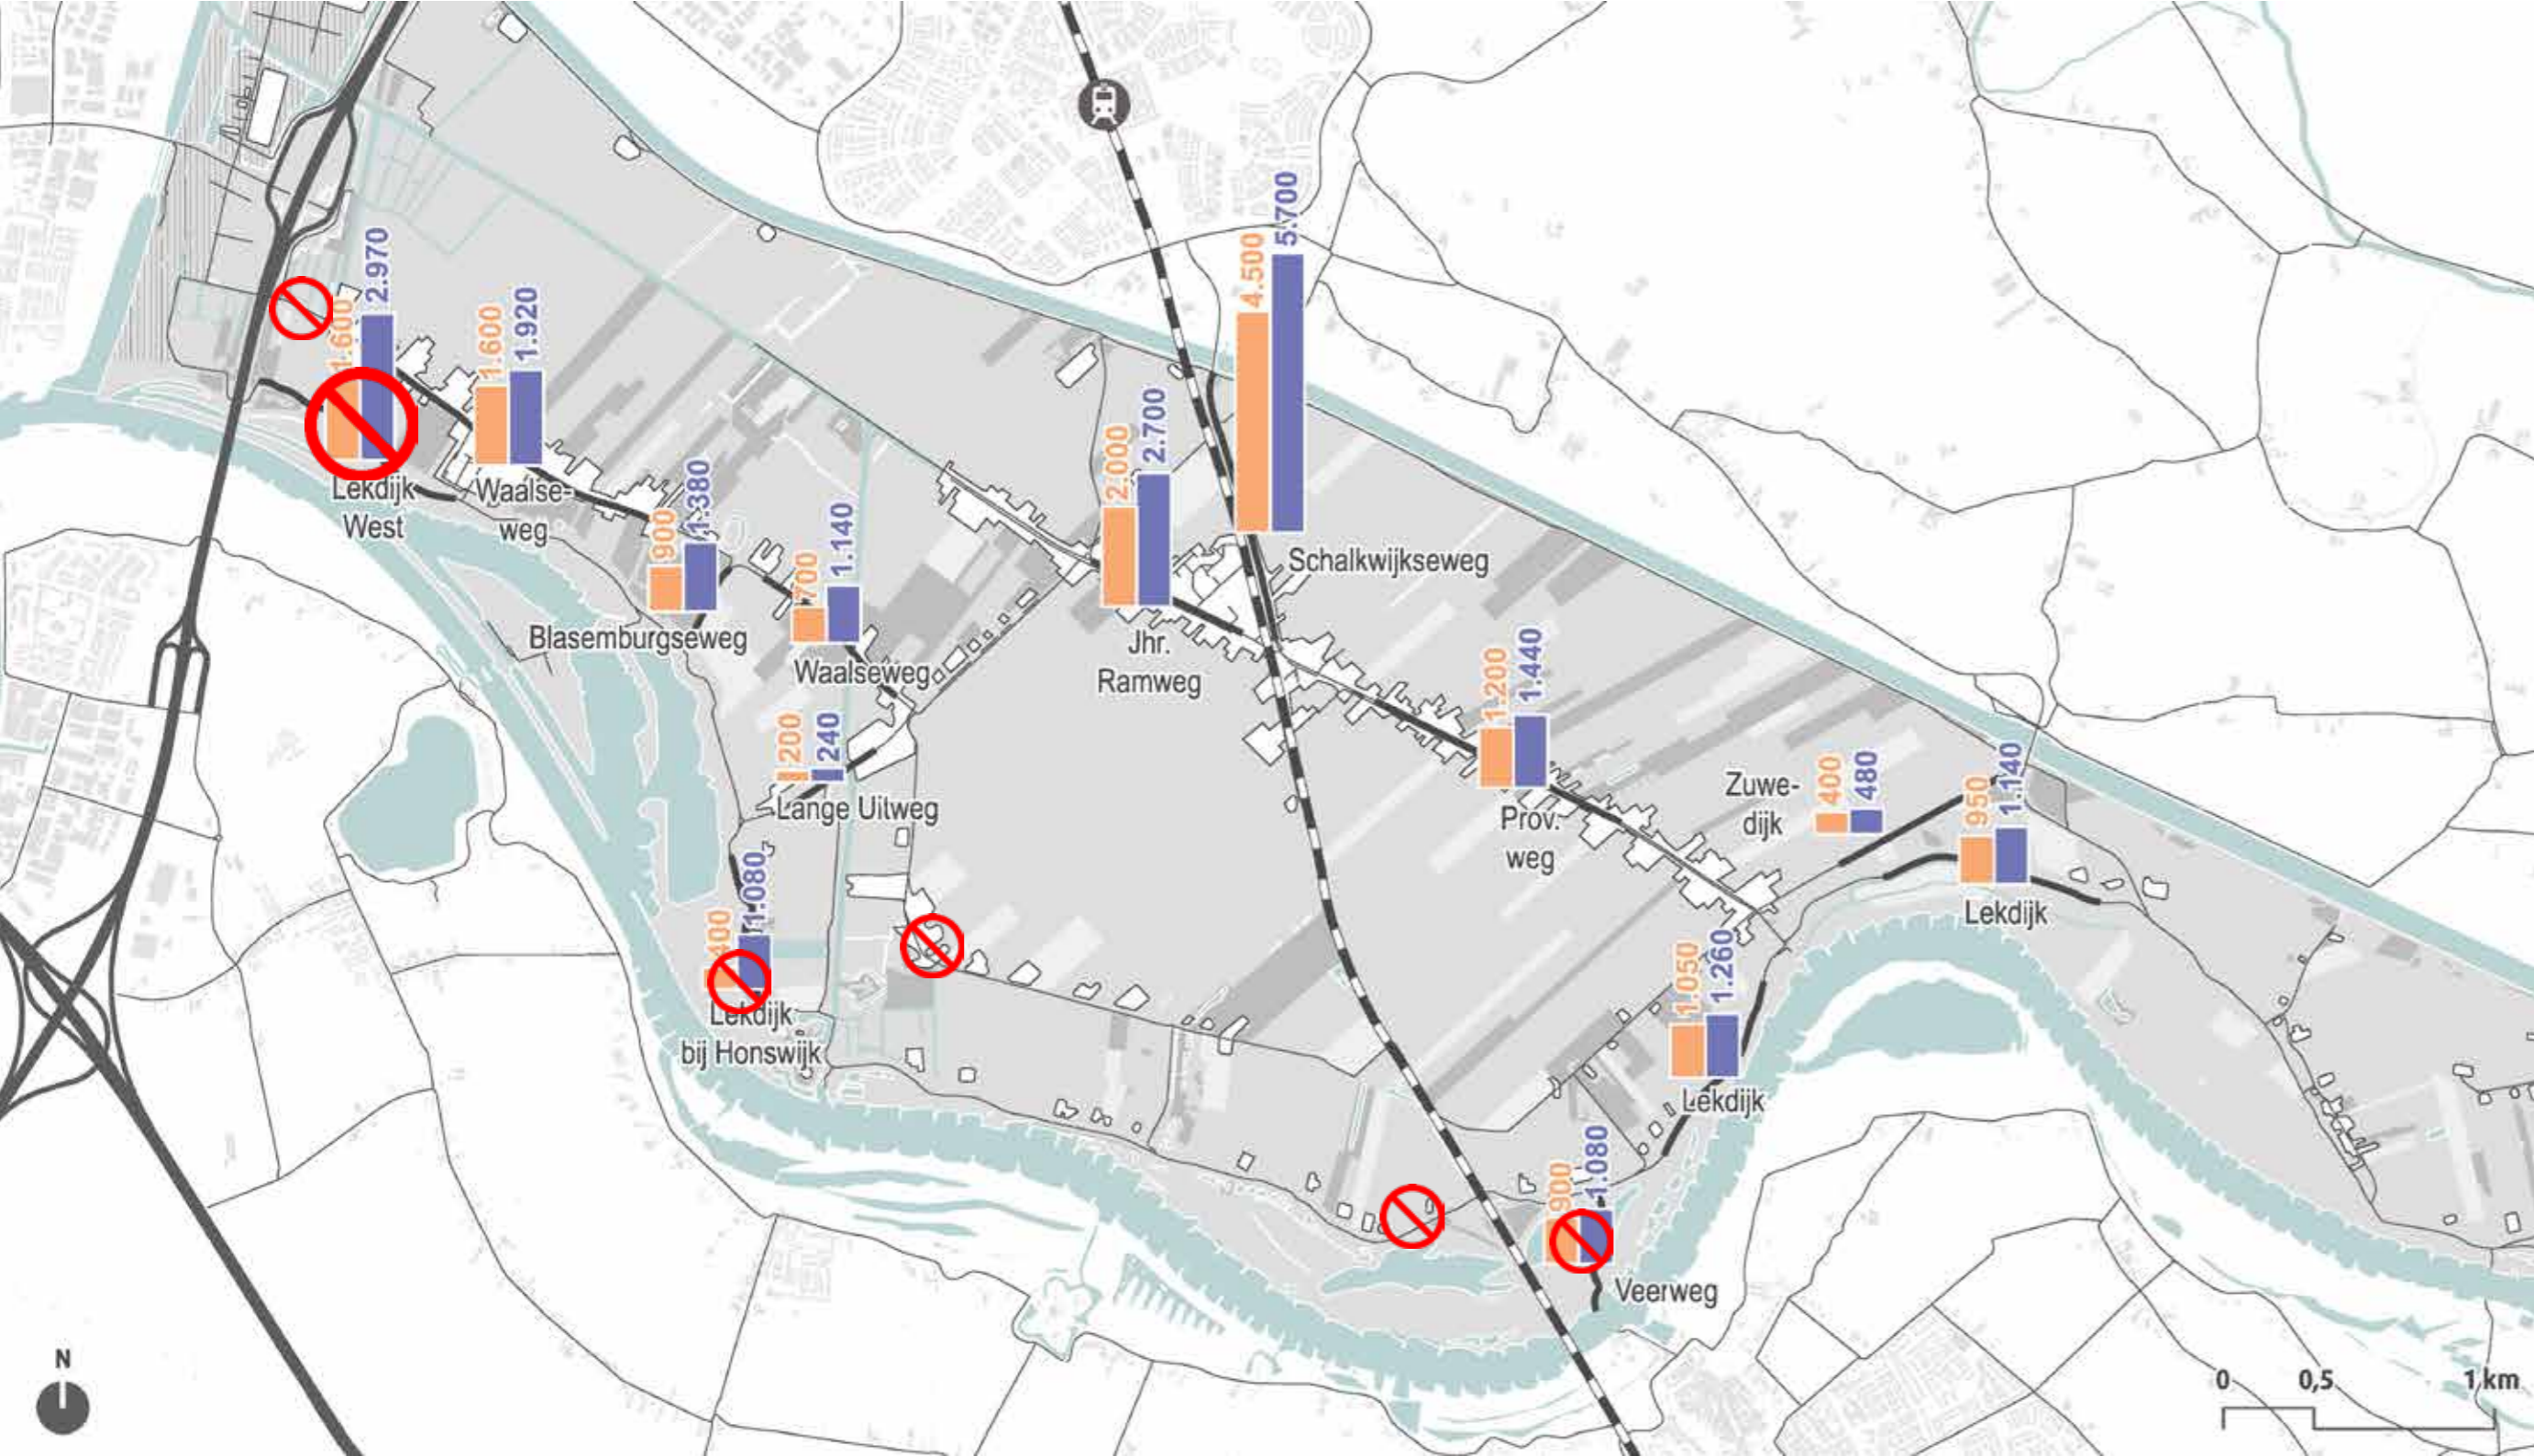 5.700
4.500
2.970
1.600
1.920
1.600
2.700
2.000
1.380
900
Lekdijk
West
Waalse-
weg
1.140
700
Schalkwijkseweg
Blasemburgseweg
Waalseweg
Jhr.
Ramweg
1.440
1.200
240
200
Lange Uitweg
Prov.
weg
Zuwe-
dijk
480
400
1.140
950
Lekdijk
1.080
400
Lekdijk
bij Honswijk
1.260
1.050
Lekdijk
1.080
900
Veerweg
N
0 0,5 1 km